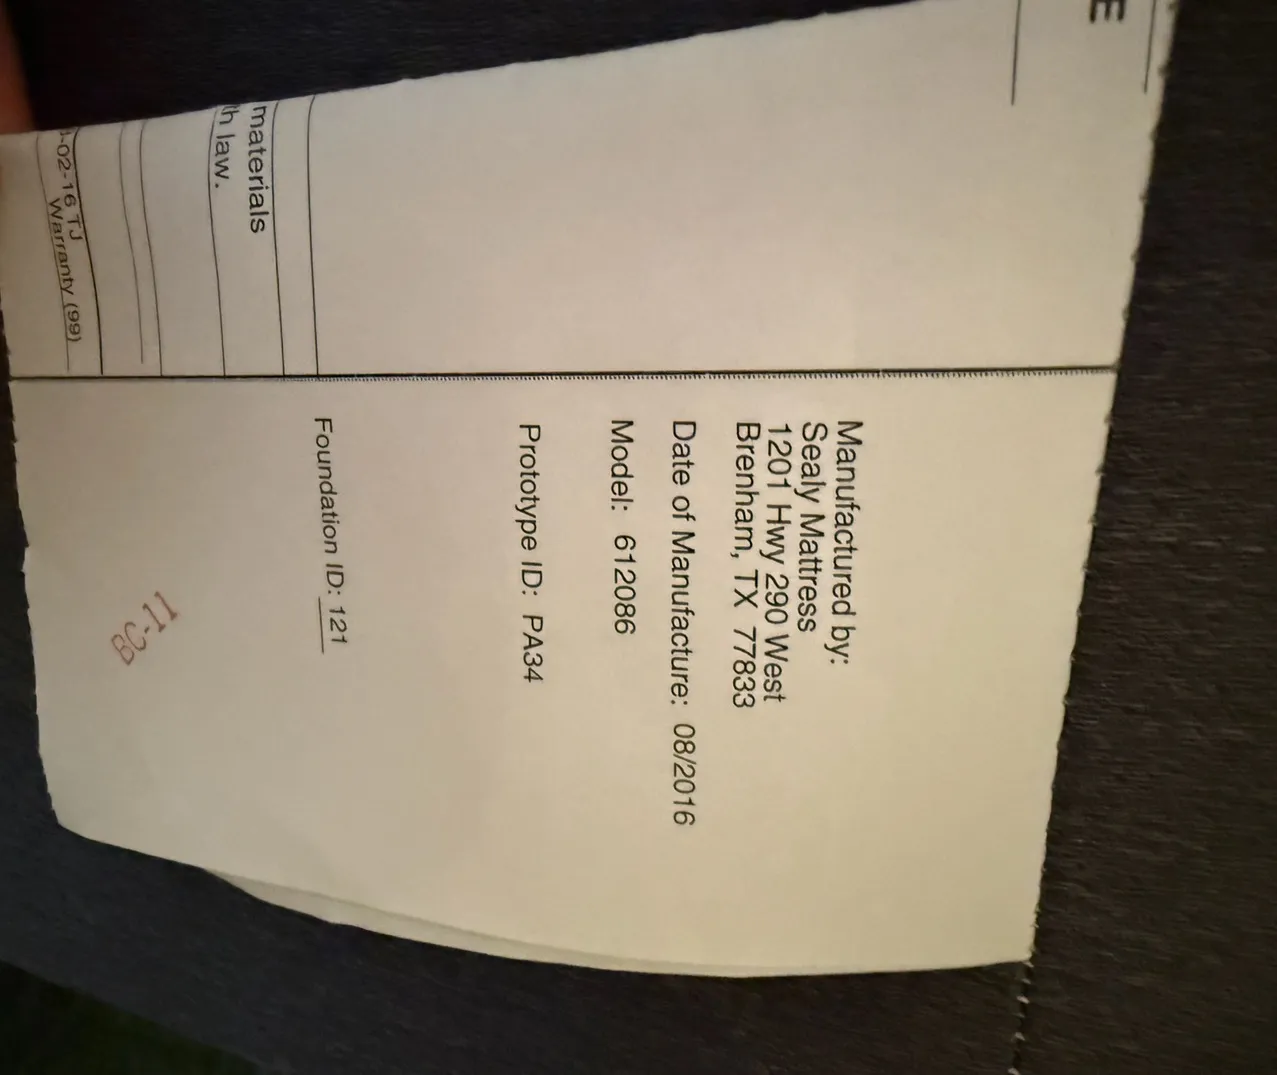 E
materials
th law.
-02-16 TJ
Warranty (99)
Manufactured by:
Sealy Mattress
1201 Hwy 290 West
Brenham, TX 77833
Date of Manufacture: 08/2016
Model: 612086
Prototype ID: PA34
Foundation ID: 121
BC-11